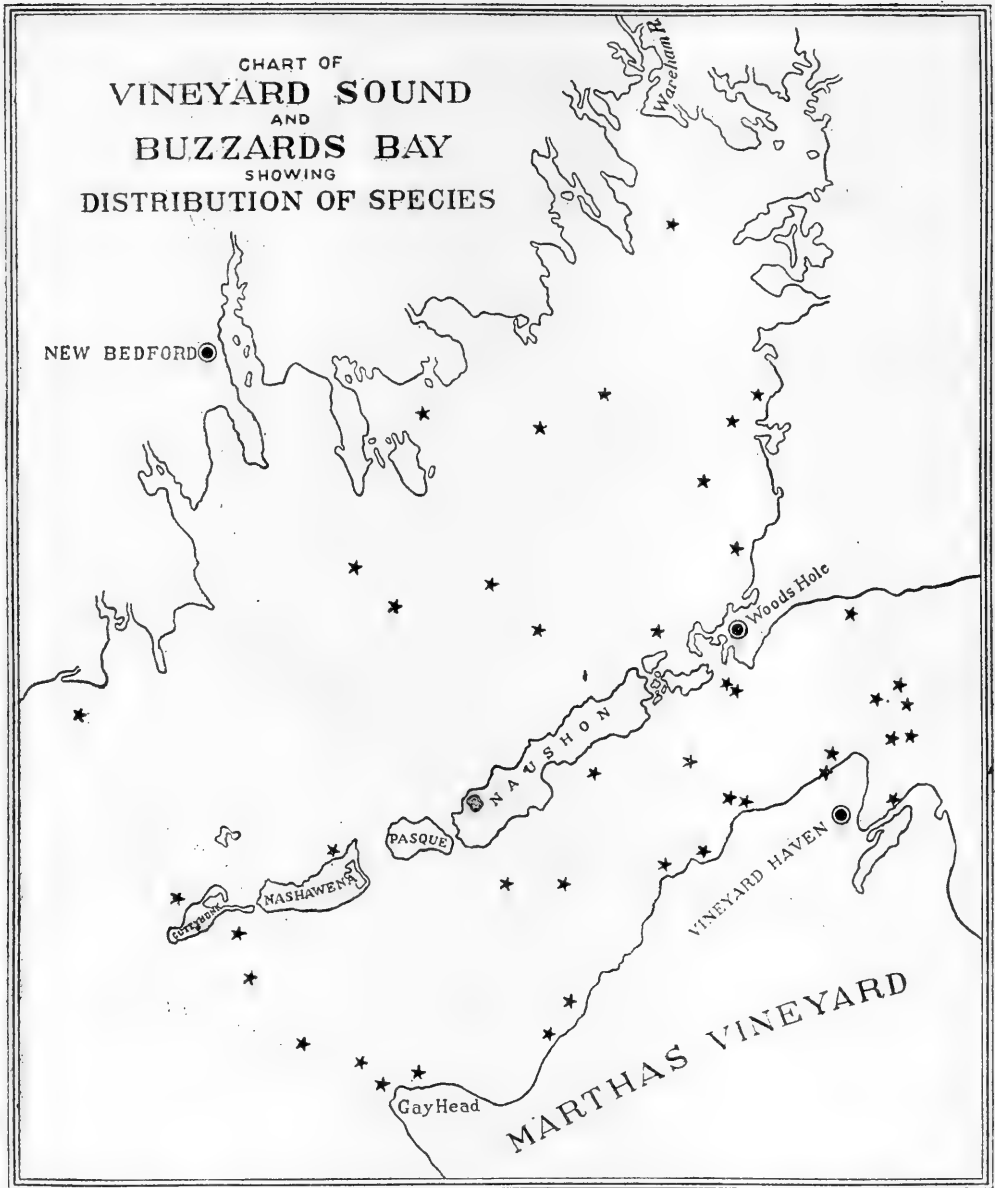 CHART OF
VINEYARD SOUND
AND
BUZZARDS BAY
SHOWING
DISTRIBUTION OF SPECIES
Wareham R.
NEW BEDFORD
Woods Hole
NAUSHON
PASQUE
VINEYARD HAVEN
NASHAWENA
CUTTYHUNK
MARTHAS VINEYARD
Gay Head